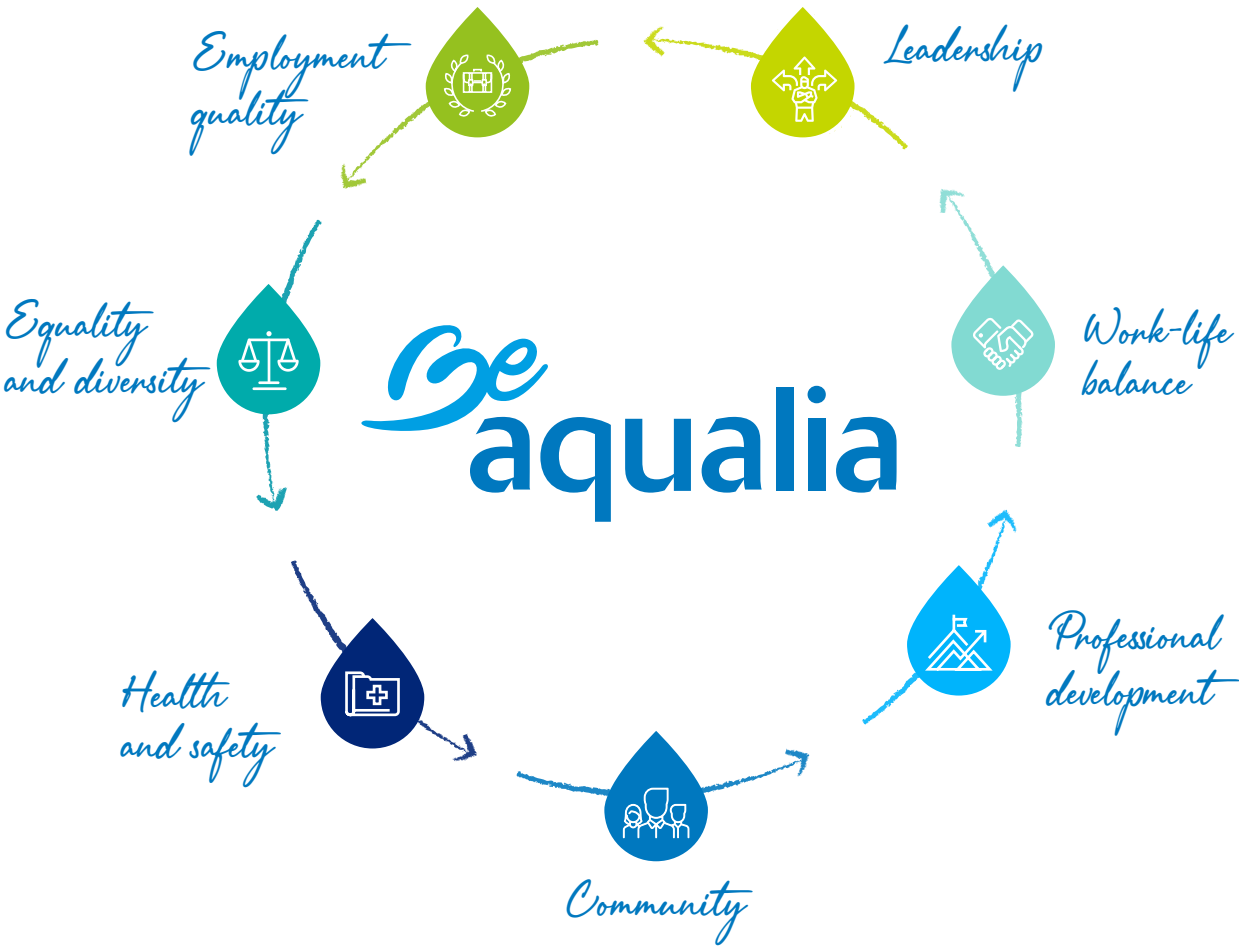 Employment
quality
Leadership
Equality
and diversity
Work-life
balance
Be
aqualia
Health
and safety
Professional
development
Community